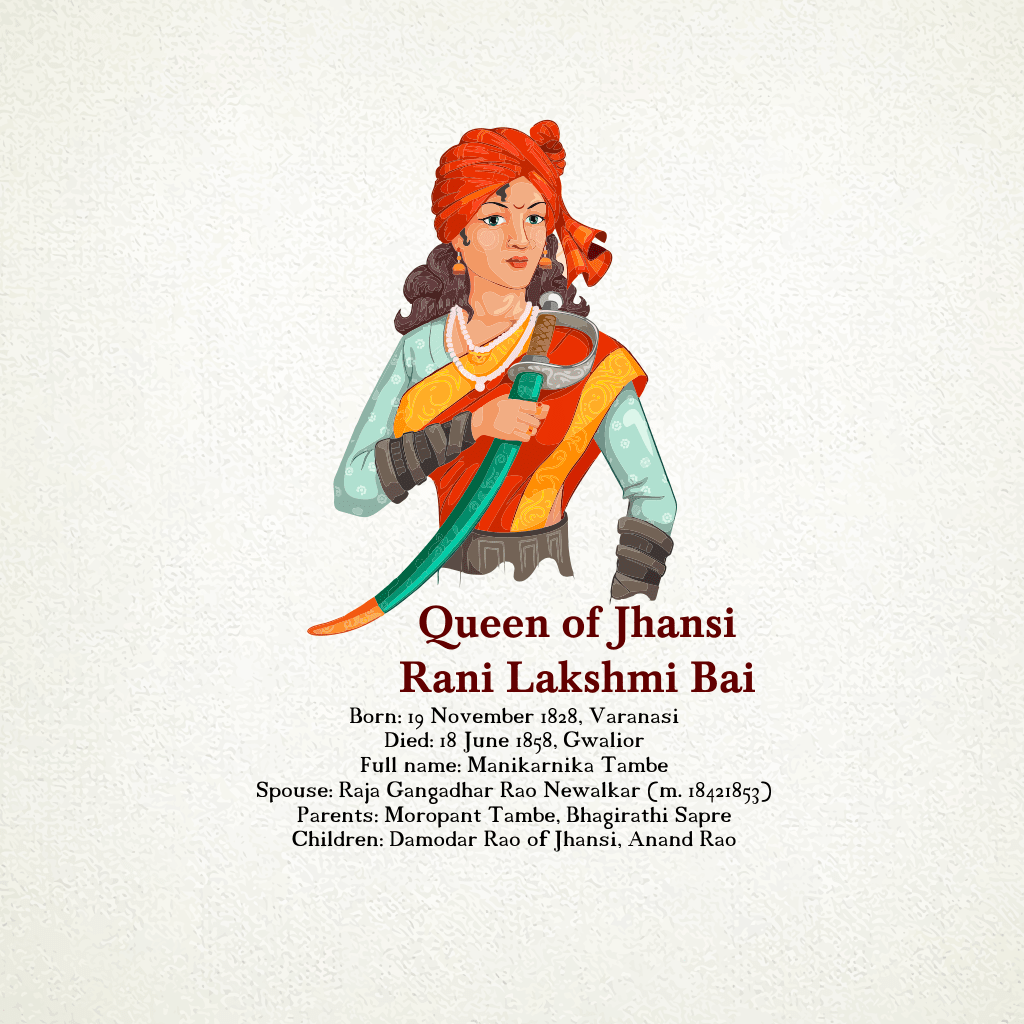 Queen of Jhansi
Rani Lakshmi Bai
Born: 19 November 1828, Varanasi
Died: 18 June 1858, Gwalior
Full name: Manikarnika Tambe
Spouse: Raja Gangadhar Rao Newalkar (m. 18421853)
Parents: Moropant Tambe, Bhagirathi Sapre
Children: Damodar Rao of Jhansi, Anand Rao